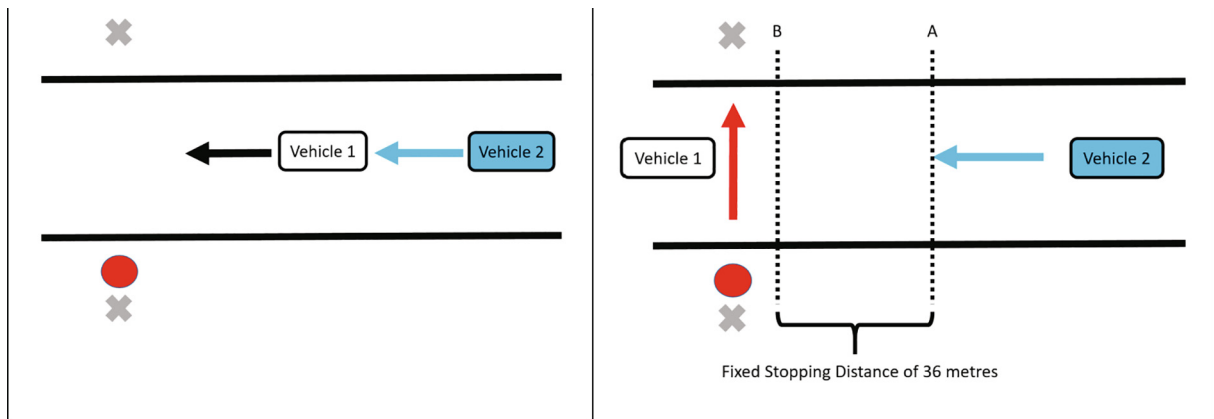 Vehicle 1
Vehicle 2
B
A
Vehicle 1
Vehicle 2
Fixed Stopping Distance of 36 metres